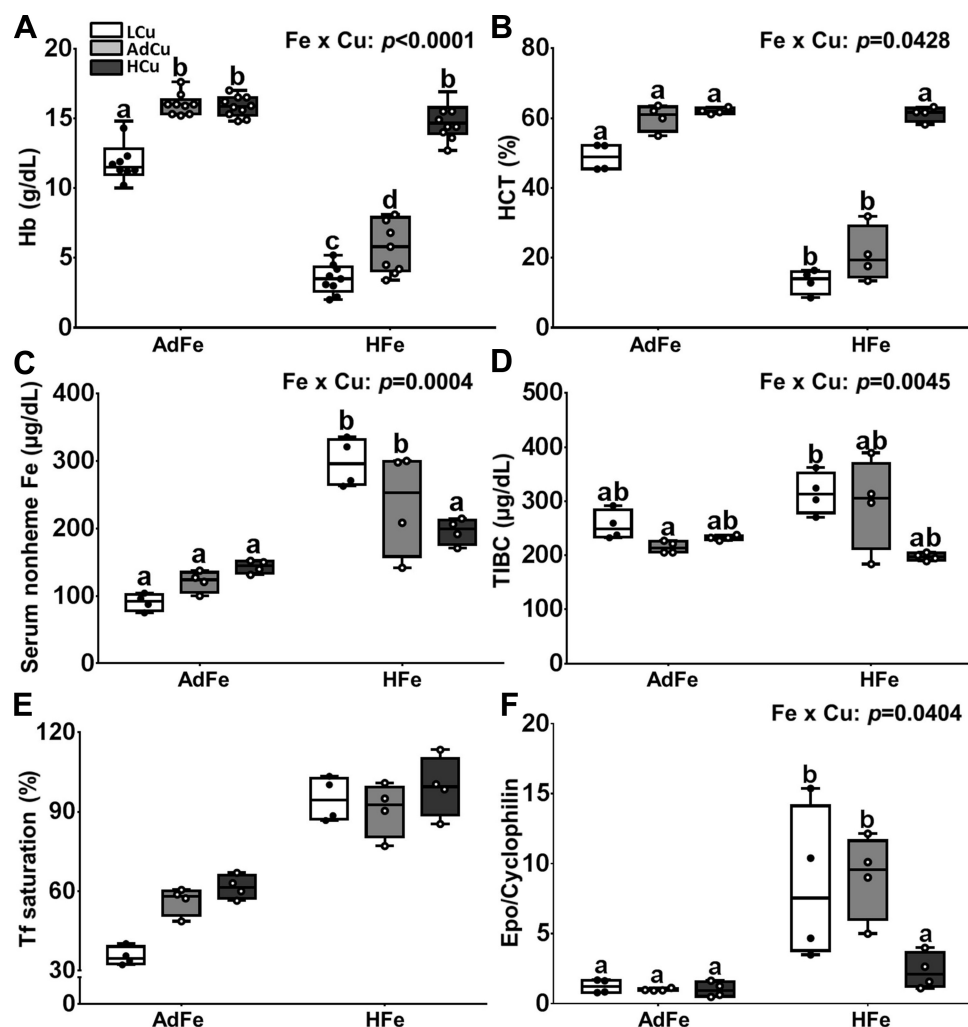 A
LCu
AdCu
HCu
Fe x Cu: p<0.0001
Hb (g/dL)
20
15
10
5
0
a
b
b
c
d
b
AdFe
HFe
B
Fe x Cu: p=0.0428
HCT (%)
80
60
40
20
0
a
a
a
b
b
a
AdFe
HFe
C
Fe x Cu: p=0.0004
Serum nonheme Fe (µg/dL)
400
300
200
100
0
a
a
a
b
b
a
AdFe
HFe
D
Fe x Cu: p=0.0045
TIBC (µg/dL)
500
400
300
200
100
0
ab
a
ab
b
ab
ab
AdFe
HFe
E
Tf saturation (%)
120
90
60
30
0
AdFe
HFe
F
Fe x Cu: p=0.0404
Epo/Cyclophilin
20
15
10
5
0
a
a
a
b
b
a
AdFe
HFe